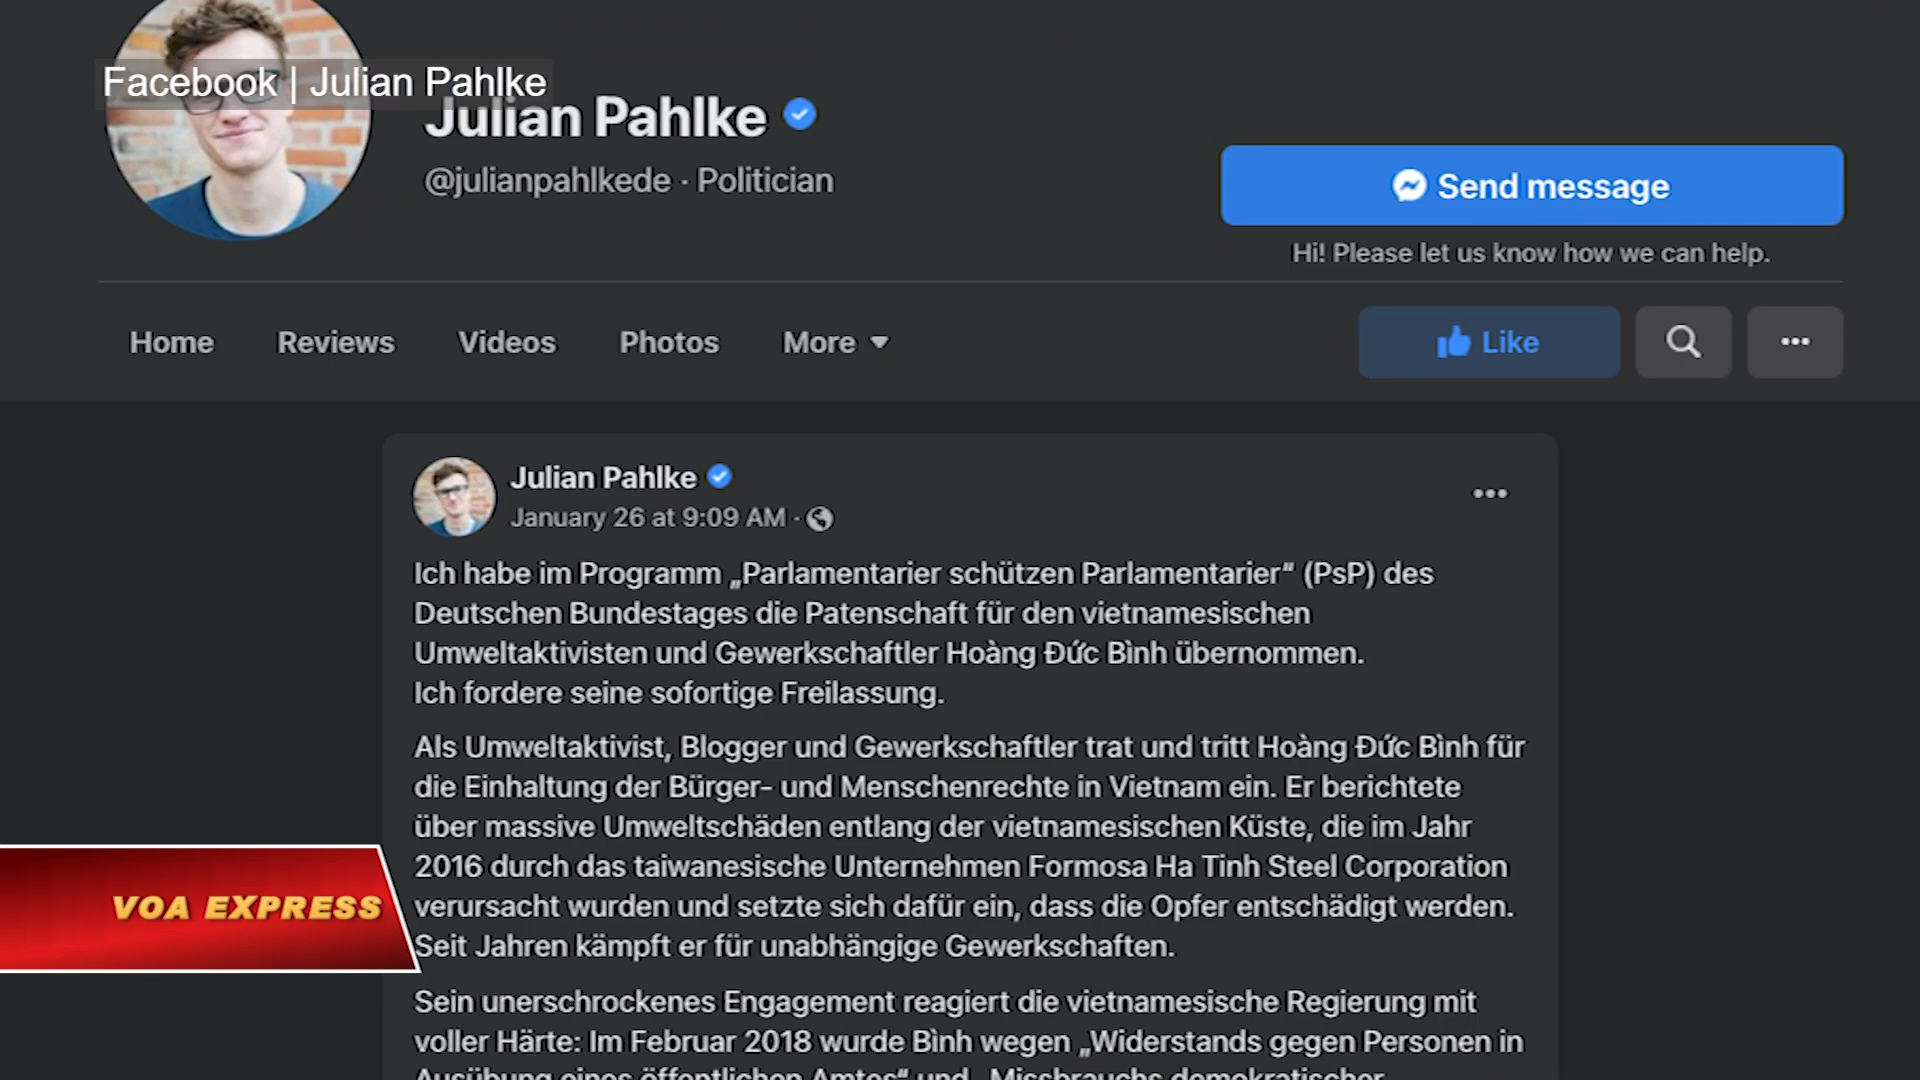 Facebook | Julian Pahlke
Julian Pahlke
@julianpahlkede · Politician
Send message
Hi! Please let us know how we can help.
Home Reviews Videos Photos More
Like
Julian Pahlke
January 26 at 9:09 AM ·
Ich habe im Programm „Parlamentarier schützen Parlamentarier“ (PsP) des
Deutschen Bundestages die Patenschaft für den vietnamesischen
Umweltaktivisten und Gewerkschaftler Hoàng Đức Bình übernommen.
Ich fordere seine sofortige Freilassung.
Als Umweltaktivist, Blogger und Gewerkschaftler trat und tritt Hoàng Đức Bình für
die Einhaltung der Bürger- und Menschenrechte in Vietnam ein. Er berichtete
über massive Umweltschäden entlang der vietnamesischen Küste, die im Jahr
2016 durch das taiwanesische Unternehmen Formosa Ha Tinh Steel Corporation
verursacht wurden und setzte sich dafür ein, dass die Opfer entschädigt werden.
Seit Jahren kämpft er für unabhängige Gewerkschaften.
Sein unerschrockenes Engagement reagiert die vietnamesische Regierung mit
voller Härte: Im Februar 2018 wurde Bình wegen „Widerstands gegen Personen in
Ausübung eines öffentlichen Amtes“ und „Missbrauchs demokratischer
VOA EXPRESS